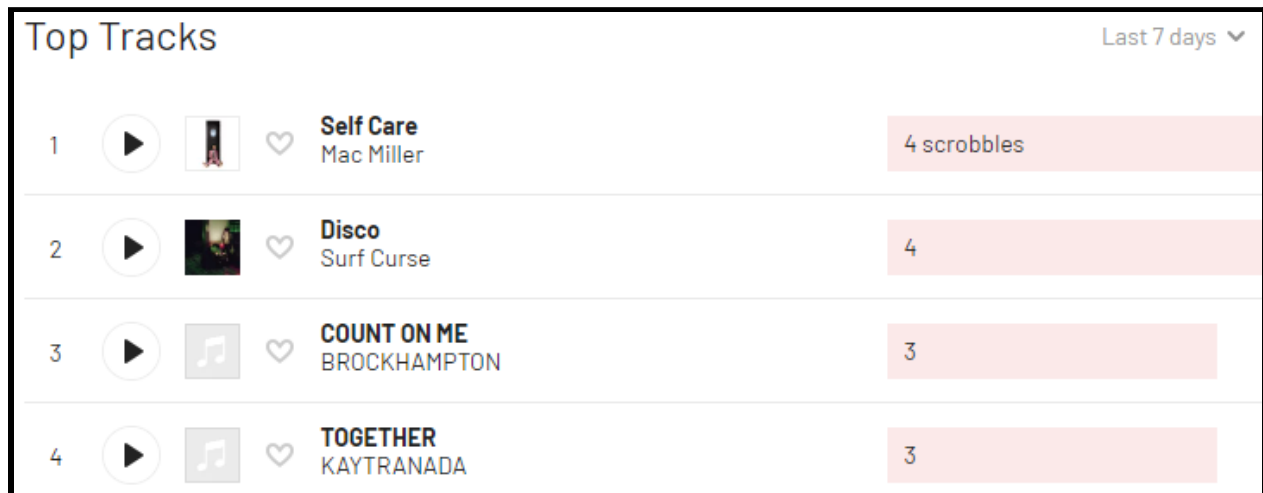 Top Tracks
Last 7 days
1
Self Care
Mac Miller
4 scrobbles
2
Disco
Surf Curse
4
3
COUNT ON ME
BROCKHAMPTON
3
4
TOGETHER
KAYTRANADA
3